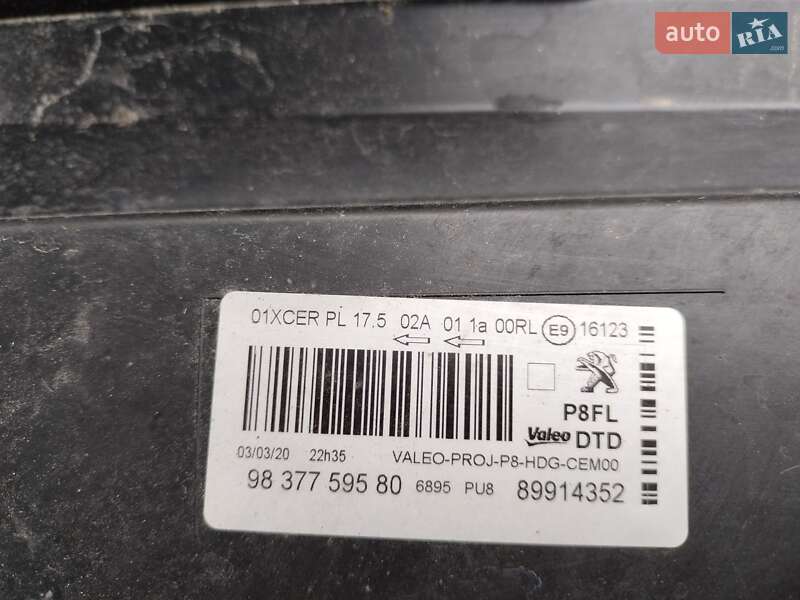 auto RIA .com
01XCER PL 17.5 02A 01 1a 00RL E9 16123
P8FL
Valeo DTD
03/03/20 22h35 VALEO-PROJ-P8-HDG-CEM00
98 377 595 80 6895 PU8 89914352